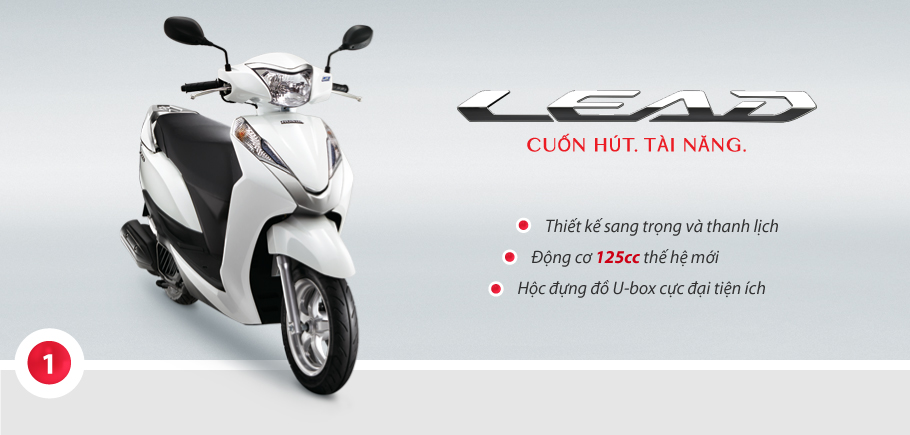 LEAD
CUỐN HÚT. TÀI NĂNG.
Thiết kế sang trọng và thanh lịch
Động cơ 125cc thế hệ mới
Hộc đựng đồ U-box cực đại tiện ích
1